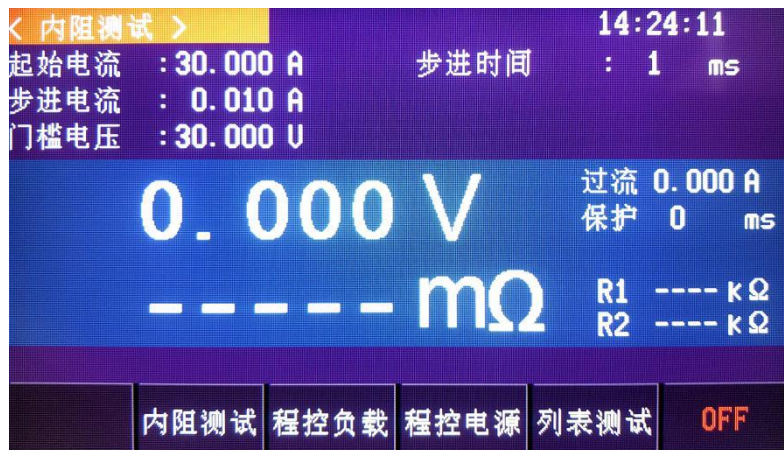 < 内阻测试 > 14:24:11
起始电流 :30.000 A 步进时间 : 1 ms
步进电流 : 0.010 A
门槛电压 :30.000 V
0.000 V
过流 0.000 A
保护 0 ms
-----mΩ
R1 ----KΩ
R2 ----KΩ
内阻测试 程控负载 程控电源 列表测试 OFF